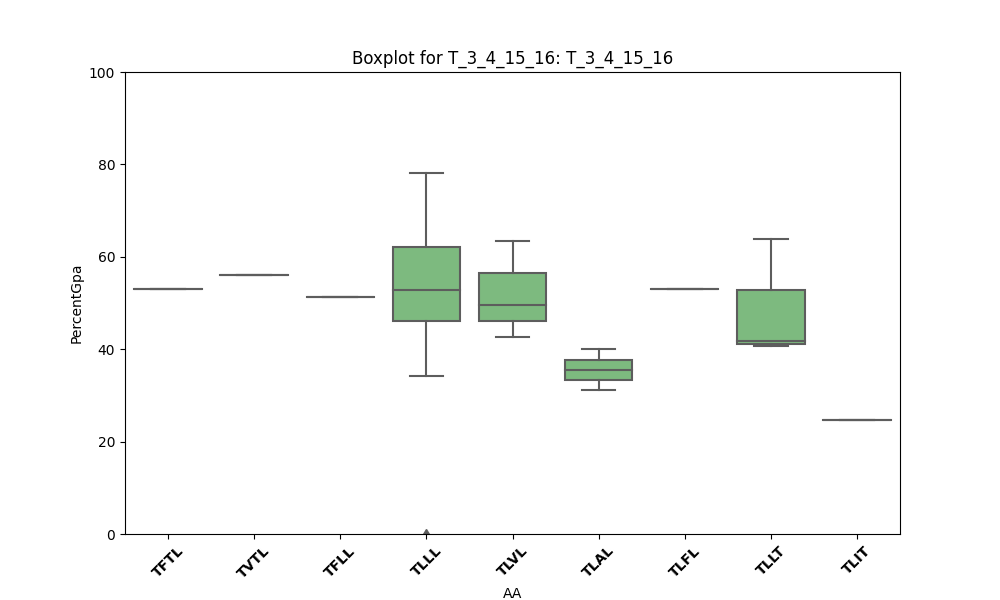 Boxplot for T_3_4_15_16: T_3_4_15_16
100
80
60
40
20
0
PercentGpa
TFTL
TVTL
TFLL
TLLL
TLVL
TLAL
TLFL
TLLT
TLIT
AA